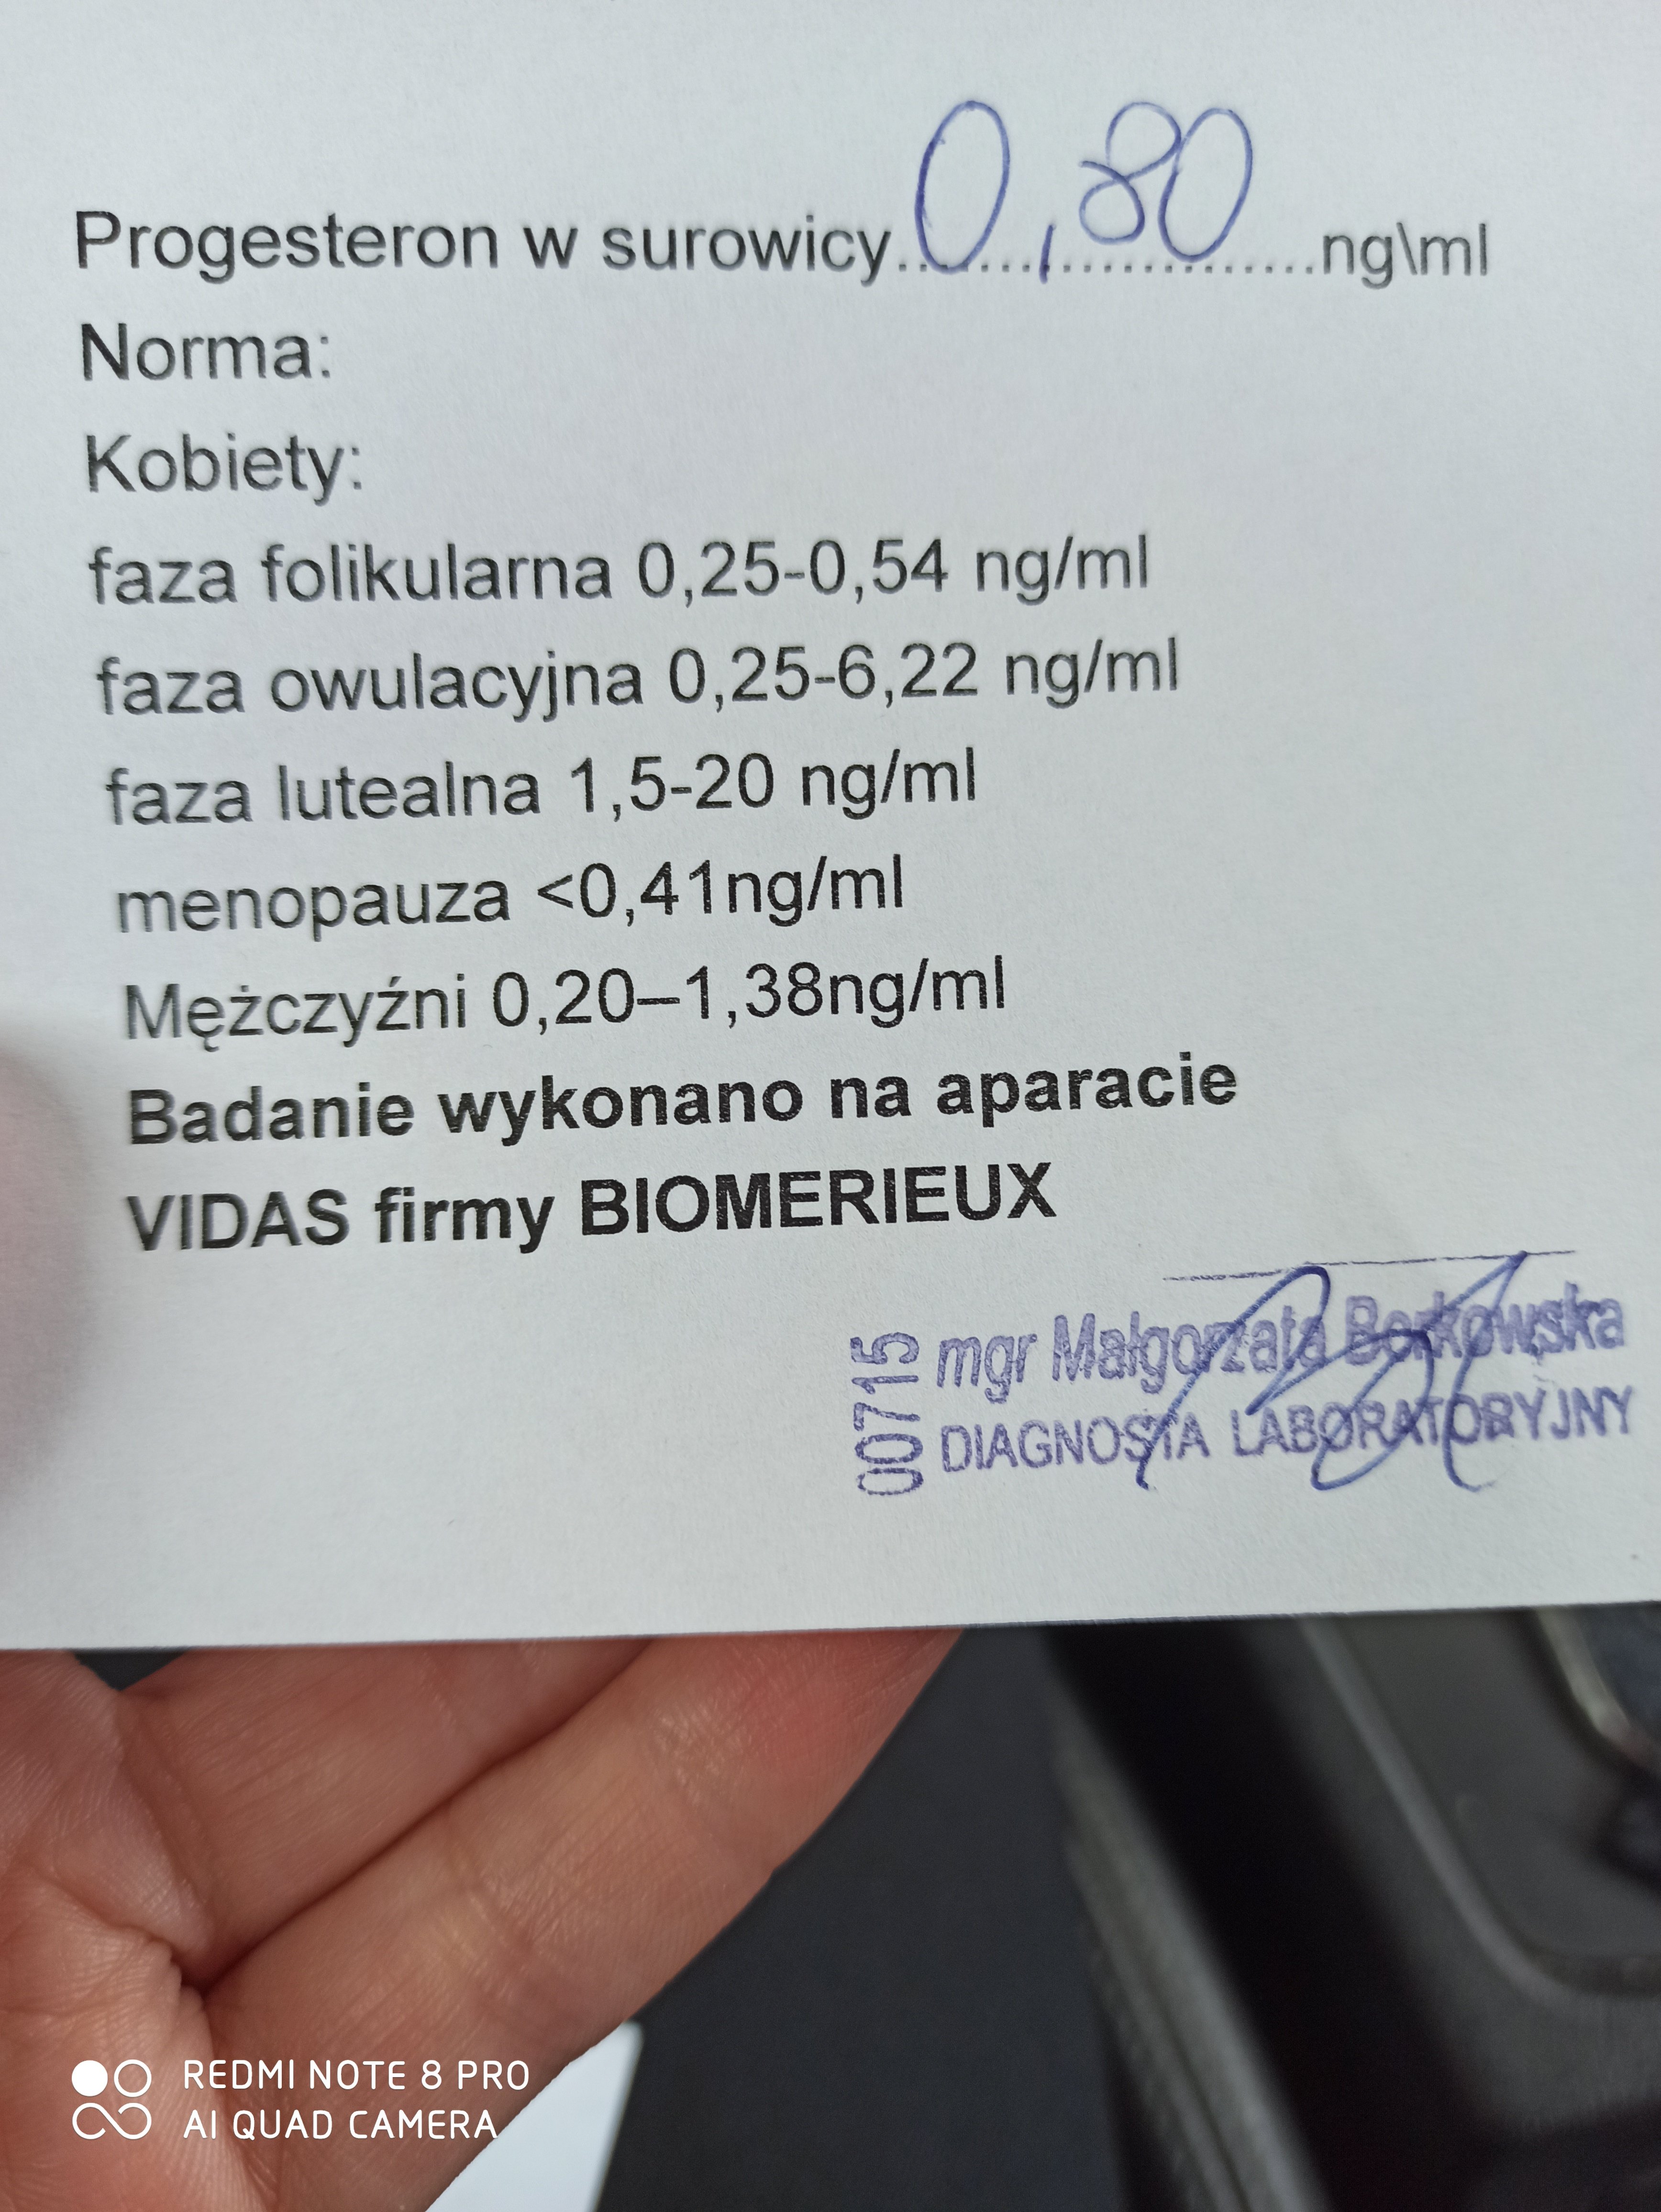 Progesteron w surowicy..0,80..ng\ml
Norma:
Kobiety:
faza folikularna 0,25-0,54 ng/ml
faza owulacyjna 0,25-6,22 ng/ml
faza lutealna 1,5-20 ng/ml
menopauza <0,41ng/ml
Mężczyźni 0,20–1,38ng/ml
Badanie wykonano na aparacie
VIDAS firmy BIOMERIEUX
00715
mgr Małgorzata Borkowska
DIAGNOSTA LABORATORYJNY
REDMI NOTE 8 PRO
AI QUAD CAMERA